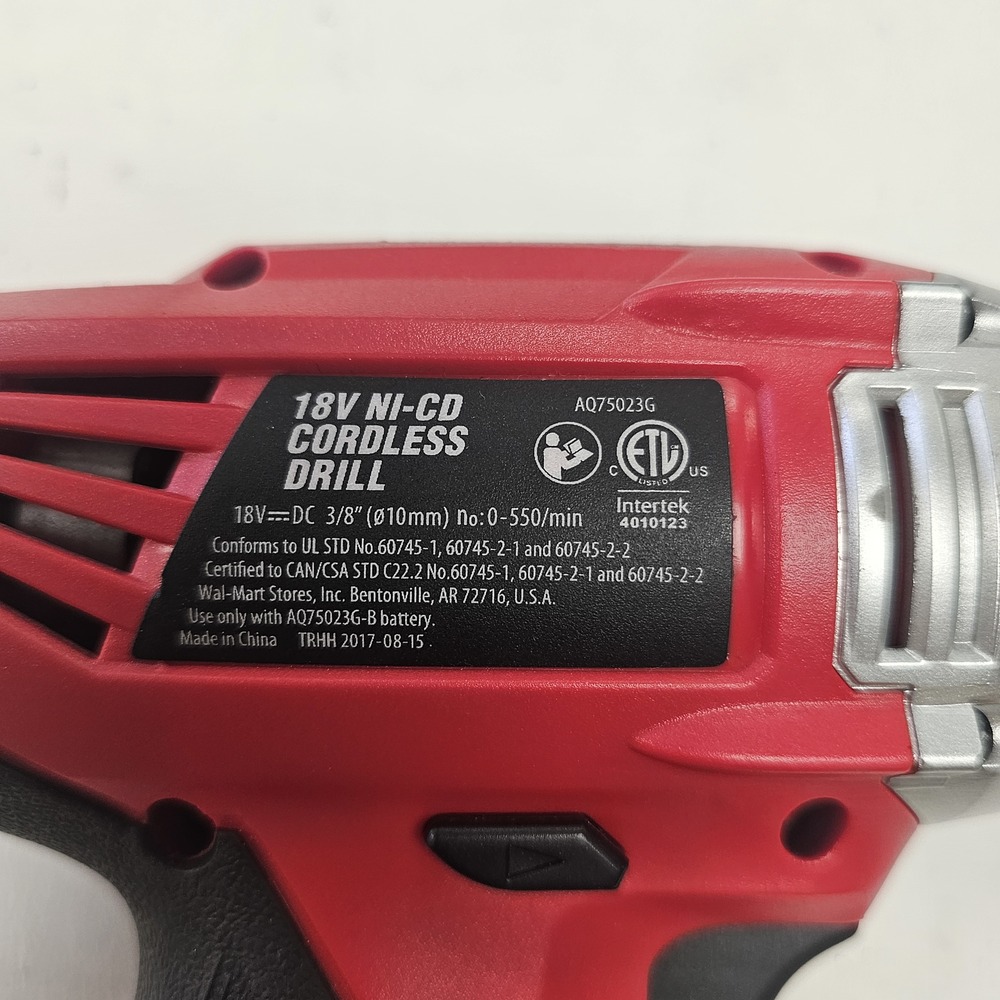 18V NI-CD
CORDLESS
DRILL
AQ75023G
C ETL CM US
LISTED
Intertek
4010123
18V⎓DC 3/8" (ø10mm) no: 0-550/min
Conforms to UL STD No.60745-1, 60745-2-1 and 60745-2-2
Certified to CAN/CSA STD C22.2 No.60745-1, 60745-2-1 and 60745-2-2
Wal-Mart Stores, Inc. Bentonville, AR 72716, U.S.A.
Use only with AQ75023G-B battery.
Made in China TRHH 2017-08-15